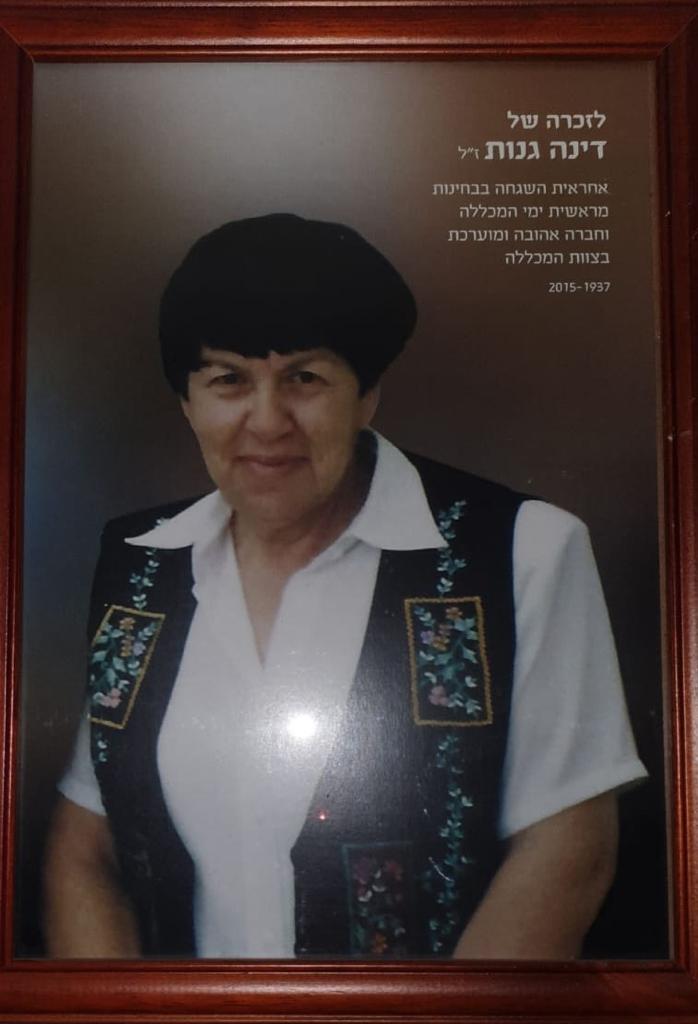 לזכרה של
דינה גנות ז"ל
אחראית השגחה בבחינות
מראשית ימי המכללה
וחברה אהובה ומוערכת
בצוות המכללה
2015-1937